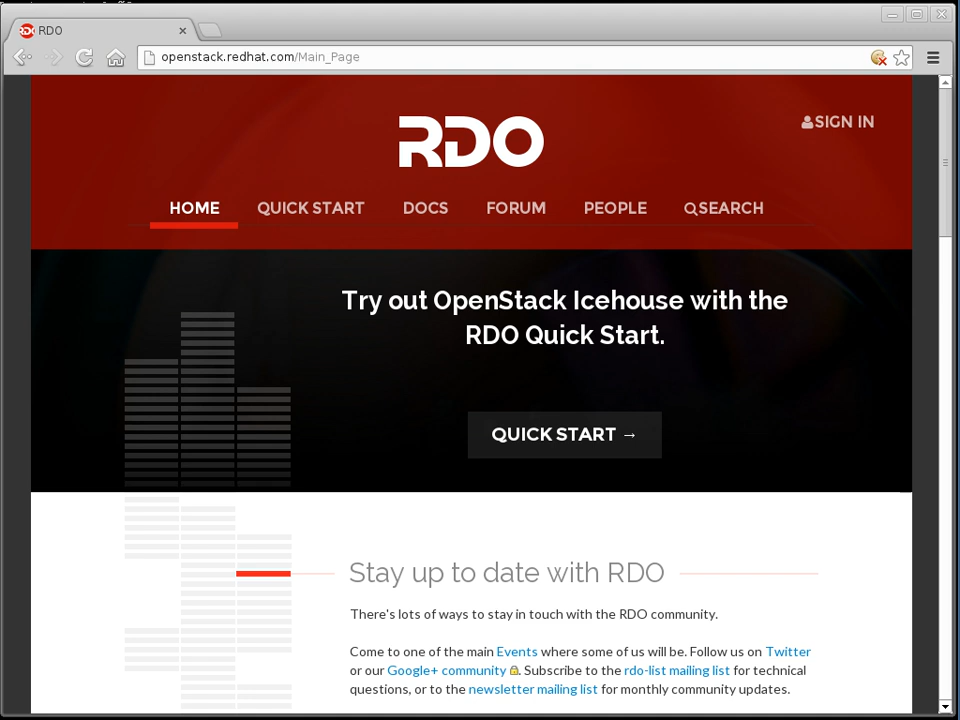 RDO
openstack.redhat.com/Main_Page
RDO
SIGN IN
HOME QUICK START DOCS FORUM PEOPLE SEARCH
Try out OpenStack Icehouse with the
RDO Quick Start.
QUICK START →
Stay up to date with RDO
There's lots of ways to stay in touch with the RDO community.
Come to one of the main Events where some of us will be. Follow us on Twitter
or our Google+ community . Subscribe to the rdo-list mailing list for technical
questions, or to the newsletter mailing list for monthly community updates.